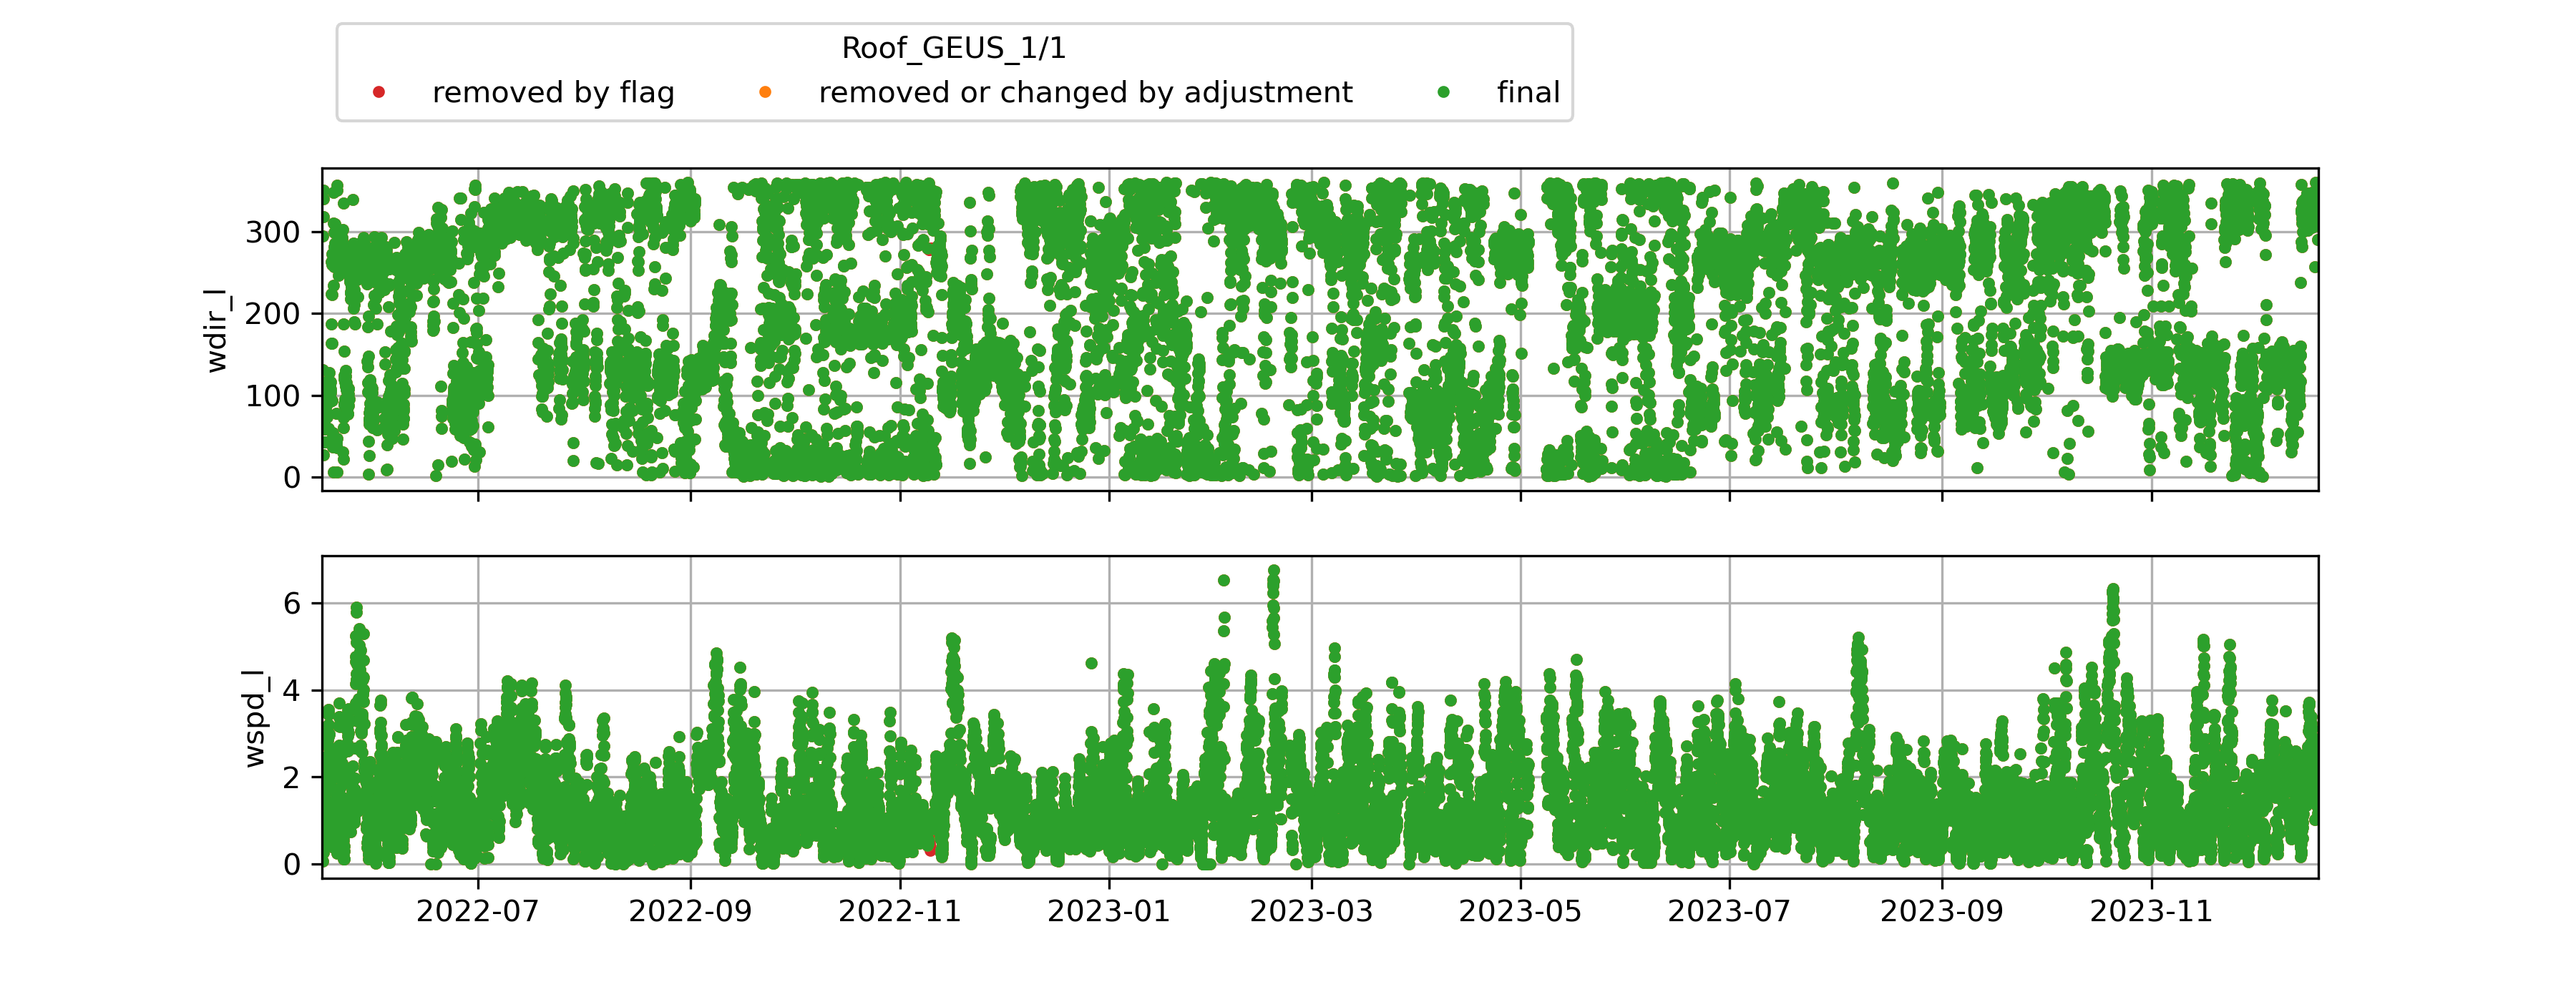 Roof_GEUS_1/1
removed by flag removed or changed by adjustment final
wdir_l
300
200
100
0
wspd_l
6
4
2
0
2022-07 2022-09 2022-11 2023-01 2023-03 2023-05 2023-07 2023-09 2023-11